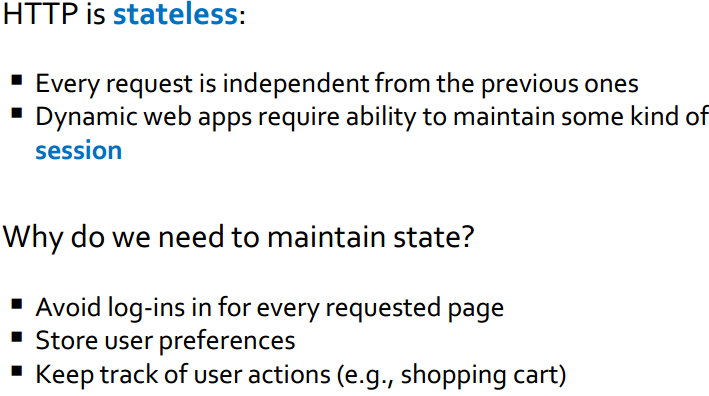 HTTP is stateless:
▪ Every request is independent from the previous ones
▪ Dynamic web apps require ability to maintain some kind of
session
Why do we need to maintain state?
▪ Avoid log-ins in for every requested page
▪ Store user preferences
▪ Keep track of user actions (e.g., shopping cart)